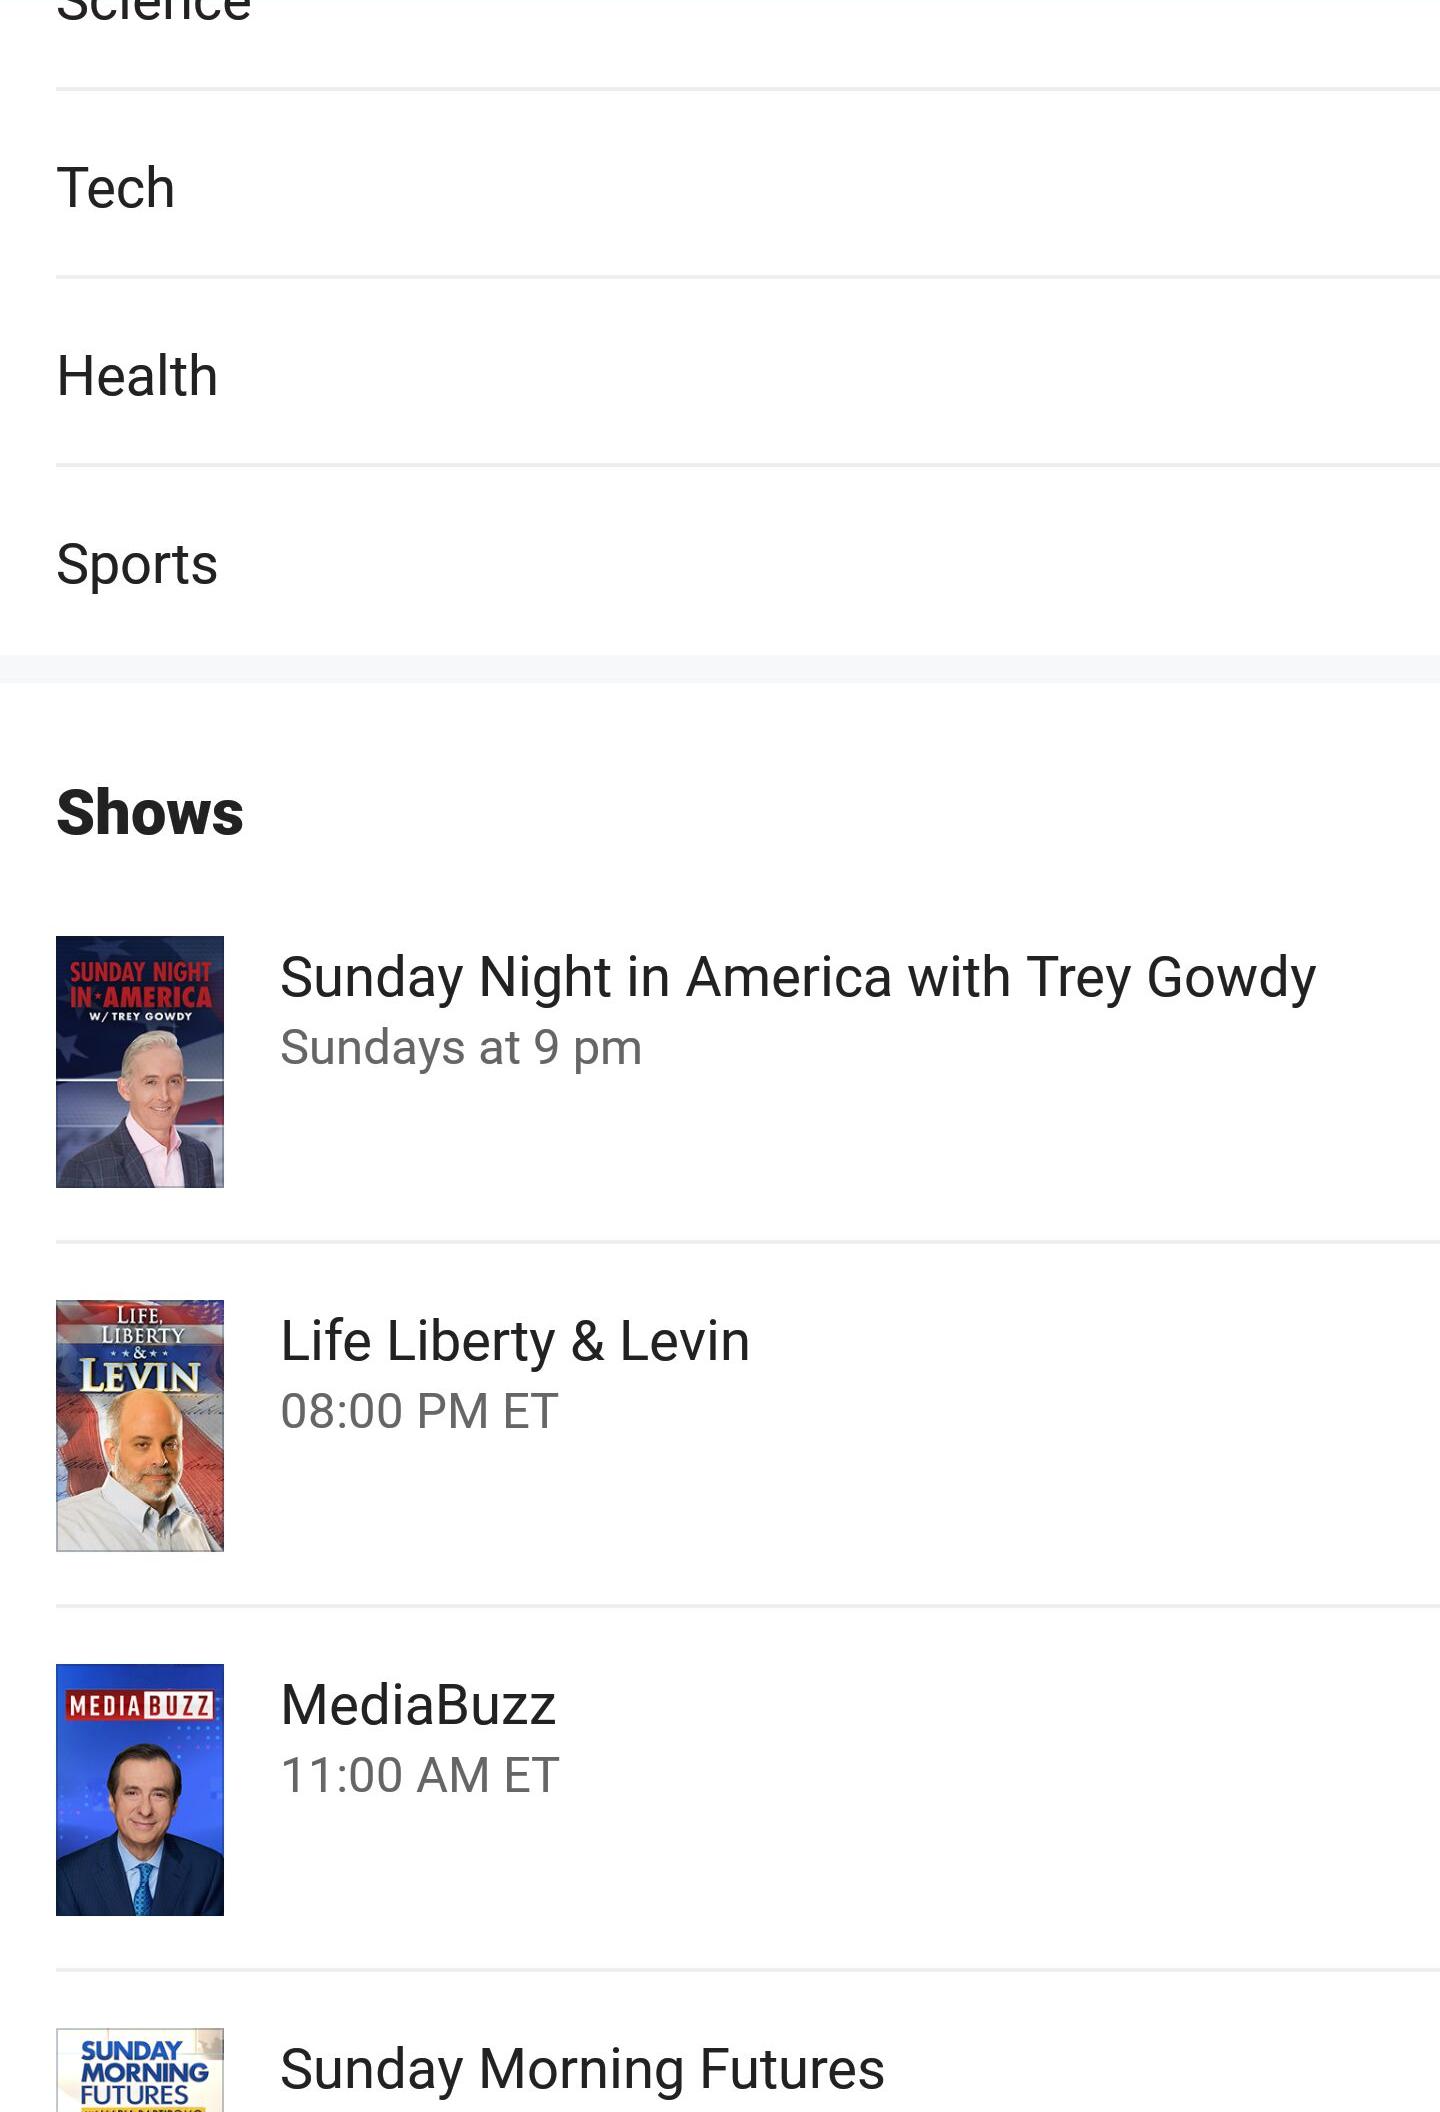 Science
Tech
Health
Sports
Shows
SUNDAY NIGHT
IN★AMERICA
W/ TREY GOWDY
Sunday Night in America with Trey Gowdy
Sundays at 9 pm
LIFE,
LIBERTY
&
LEVIN
Life Liberty & Levin
08:00 PM ET
MEDIA BUZZ
MediaBuzz
11:00 AM ET
SUNDAY
MORNING
FUTURES
Sunday Morning Futures